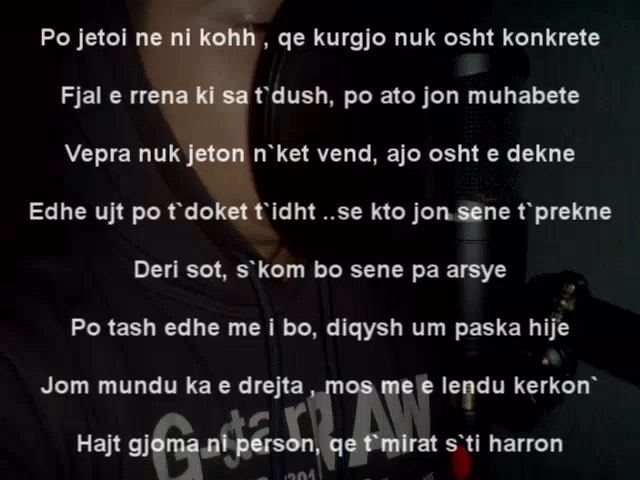 Po jetoi ne ni kohh , qe kurgjo nuk osht konkrete
Fjal e rrena ki sa t`dush, po ato jon muhabete
Vepra nuk jeton n`ket vend, ajo osht e dekne
Edhe ujt po t`doket t`idht ..se kto jon sene t`prekne
Deri sot, s`kom bo sene pa arsye
Po tash edhe me i bo, diqysh um paska hije
Jom mundu ka e drejta , mos me e lendu kerkon`
Hajt gjoma ni person, qe t`mirat s`ti harron
G-star RAW